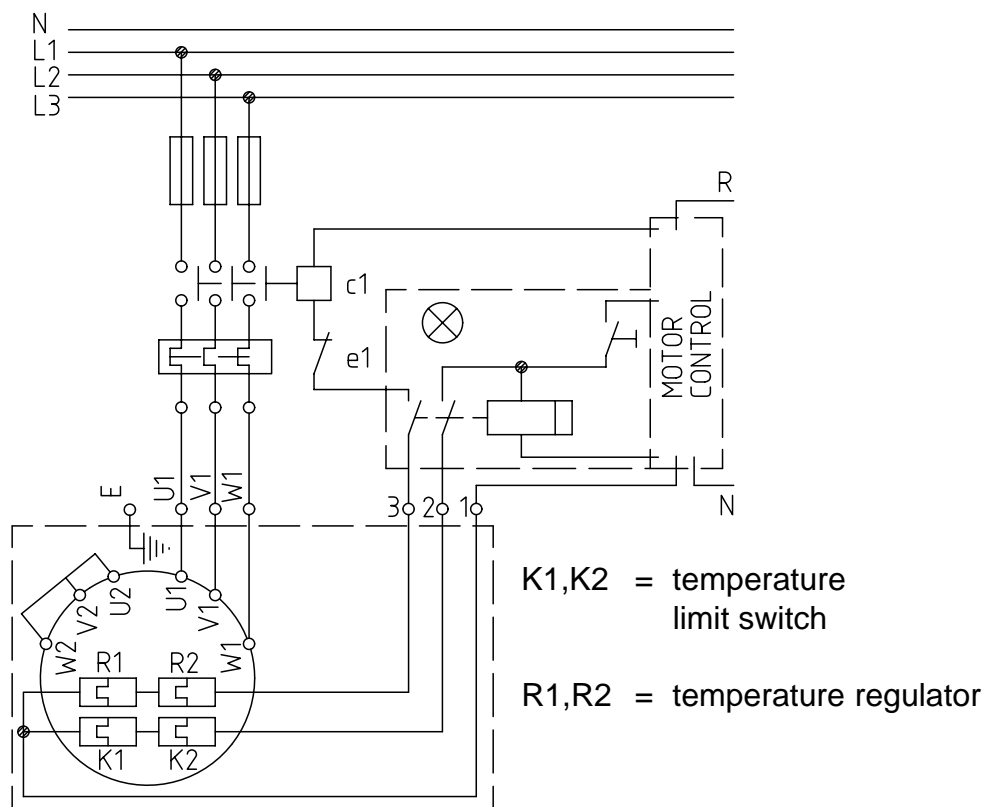 N
L1
L2
L3
R
c1
e1
MOTOR
CONTROL
N
E
U1
V1
W1
3
2
1
W2
V2
U2
U1
V1
W1
R1
R2
K1
K2
K1,K2 = temperature
limit switch
R1,R2 = temperature regulator